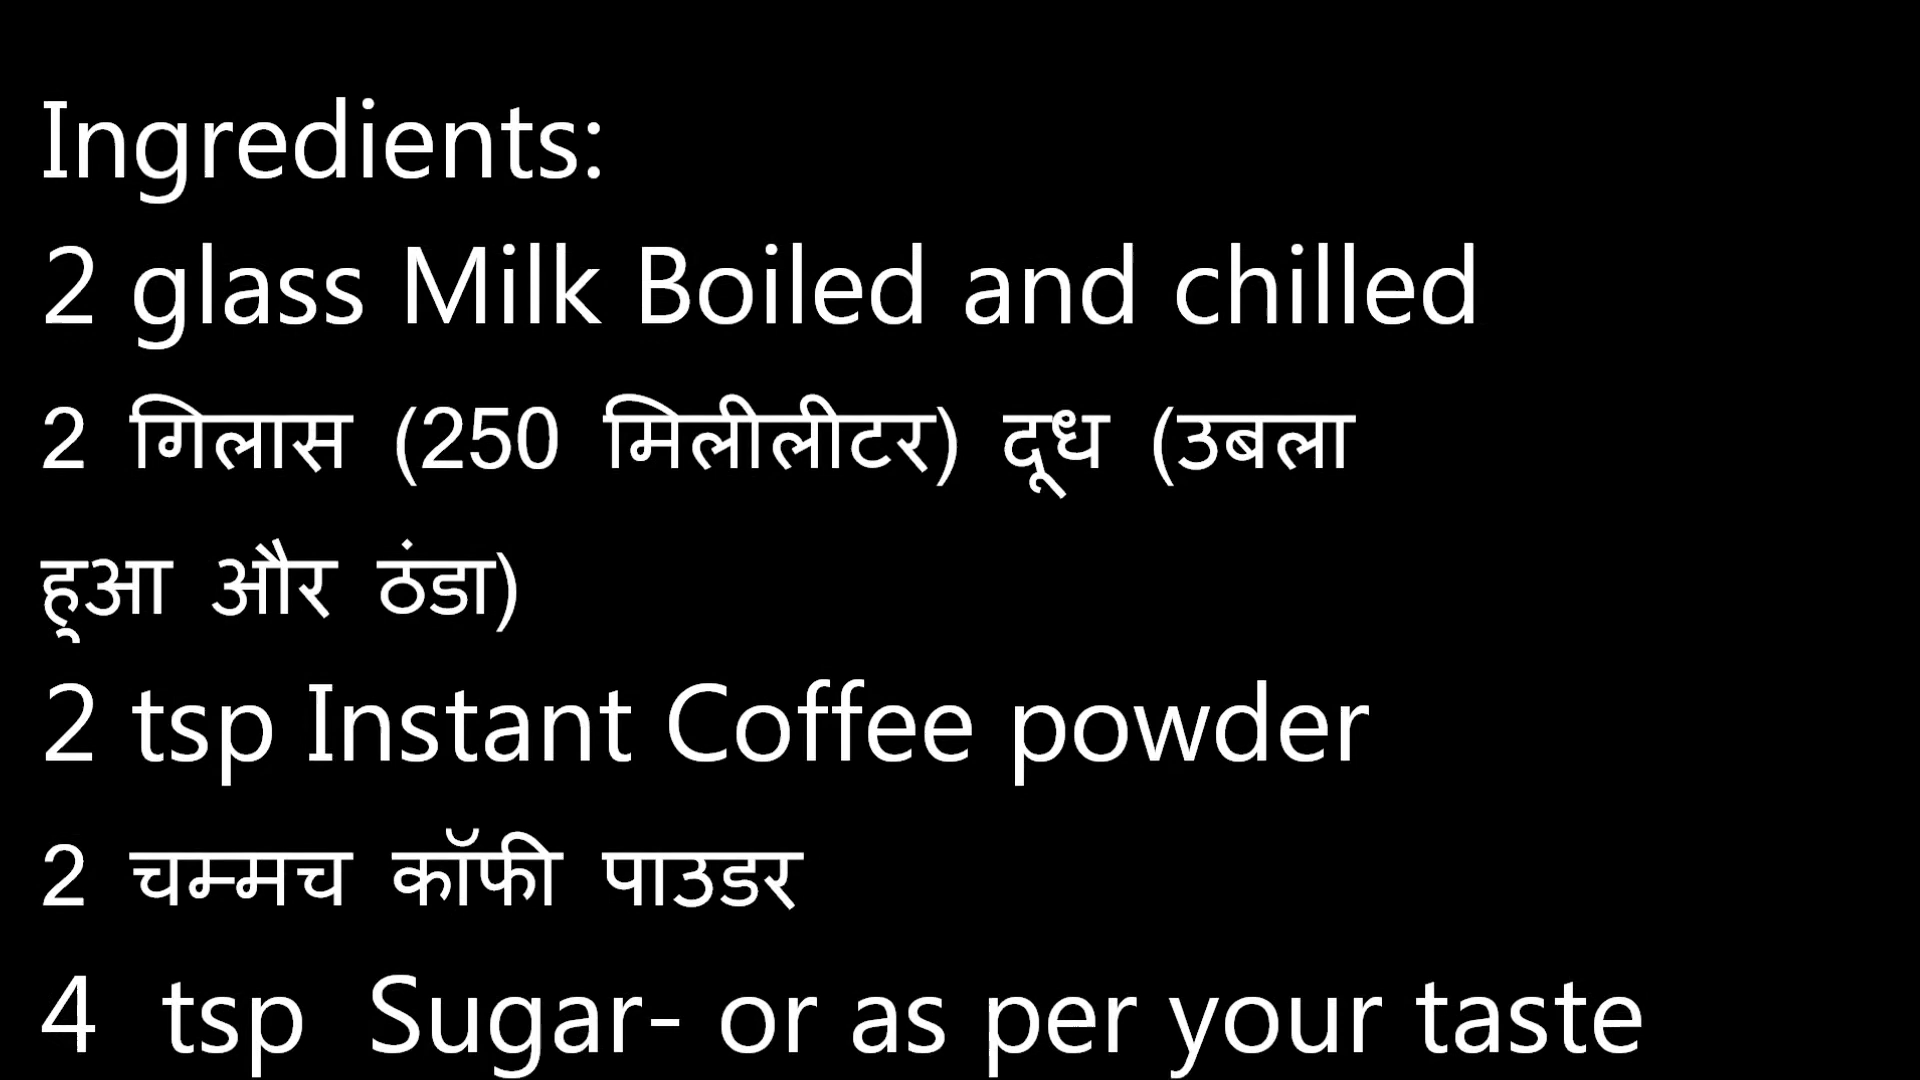 Ingredients:
2 glass Milk Boiled and chilled
2 गिलास (250 मिलीलीटर) दूध (उबला
हुआ और ठंडा)
2 tsp Instant Coffee powder
2 चम्मच कॉफी पाउडर
4 tsp Sugar- or as per your taste